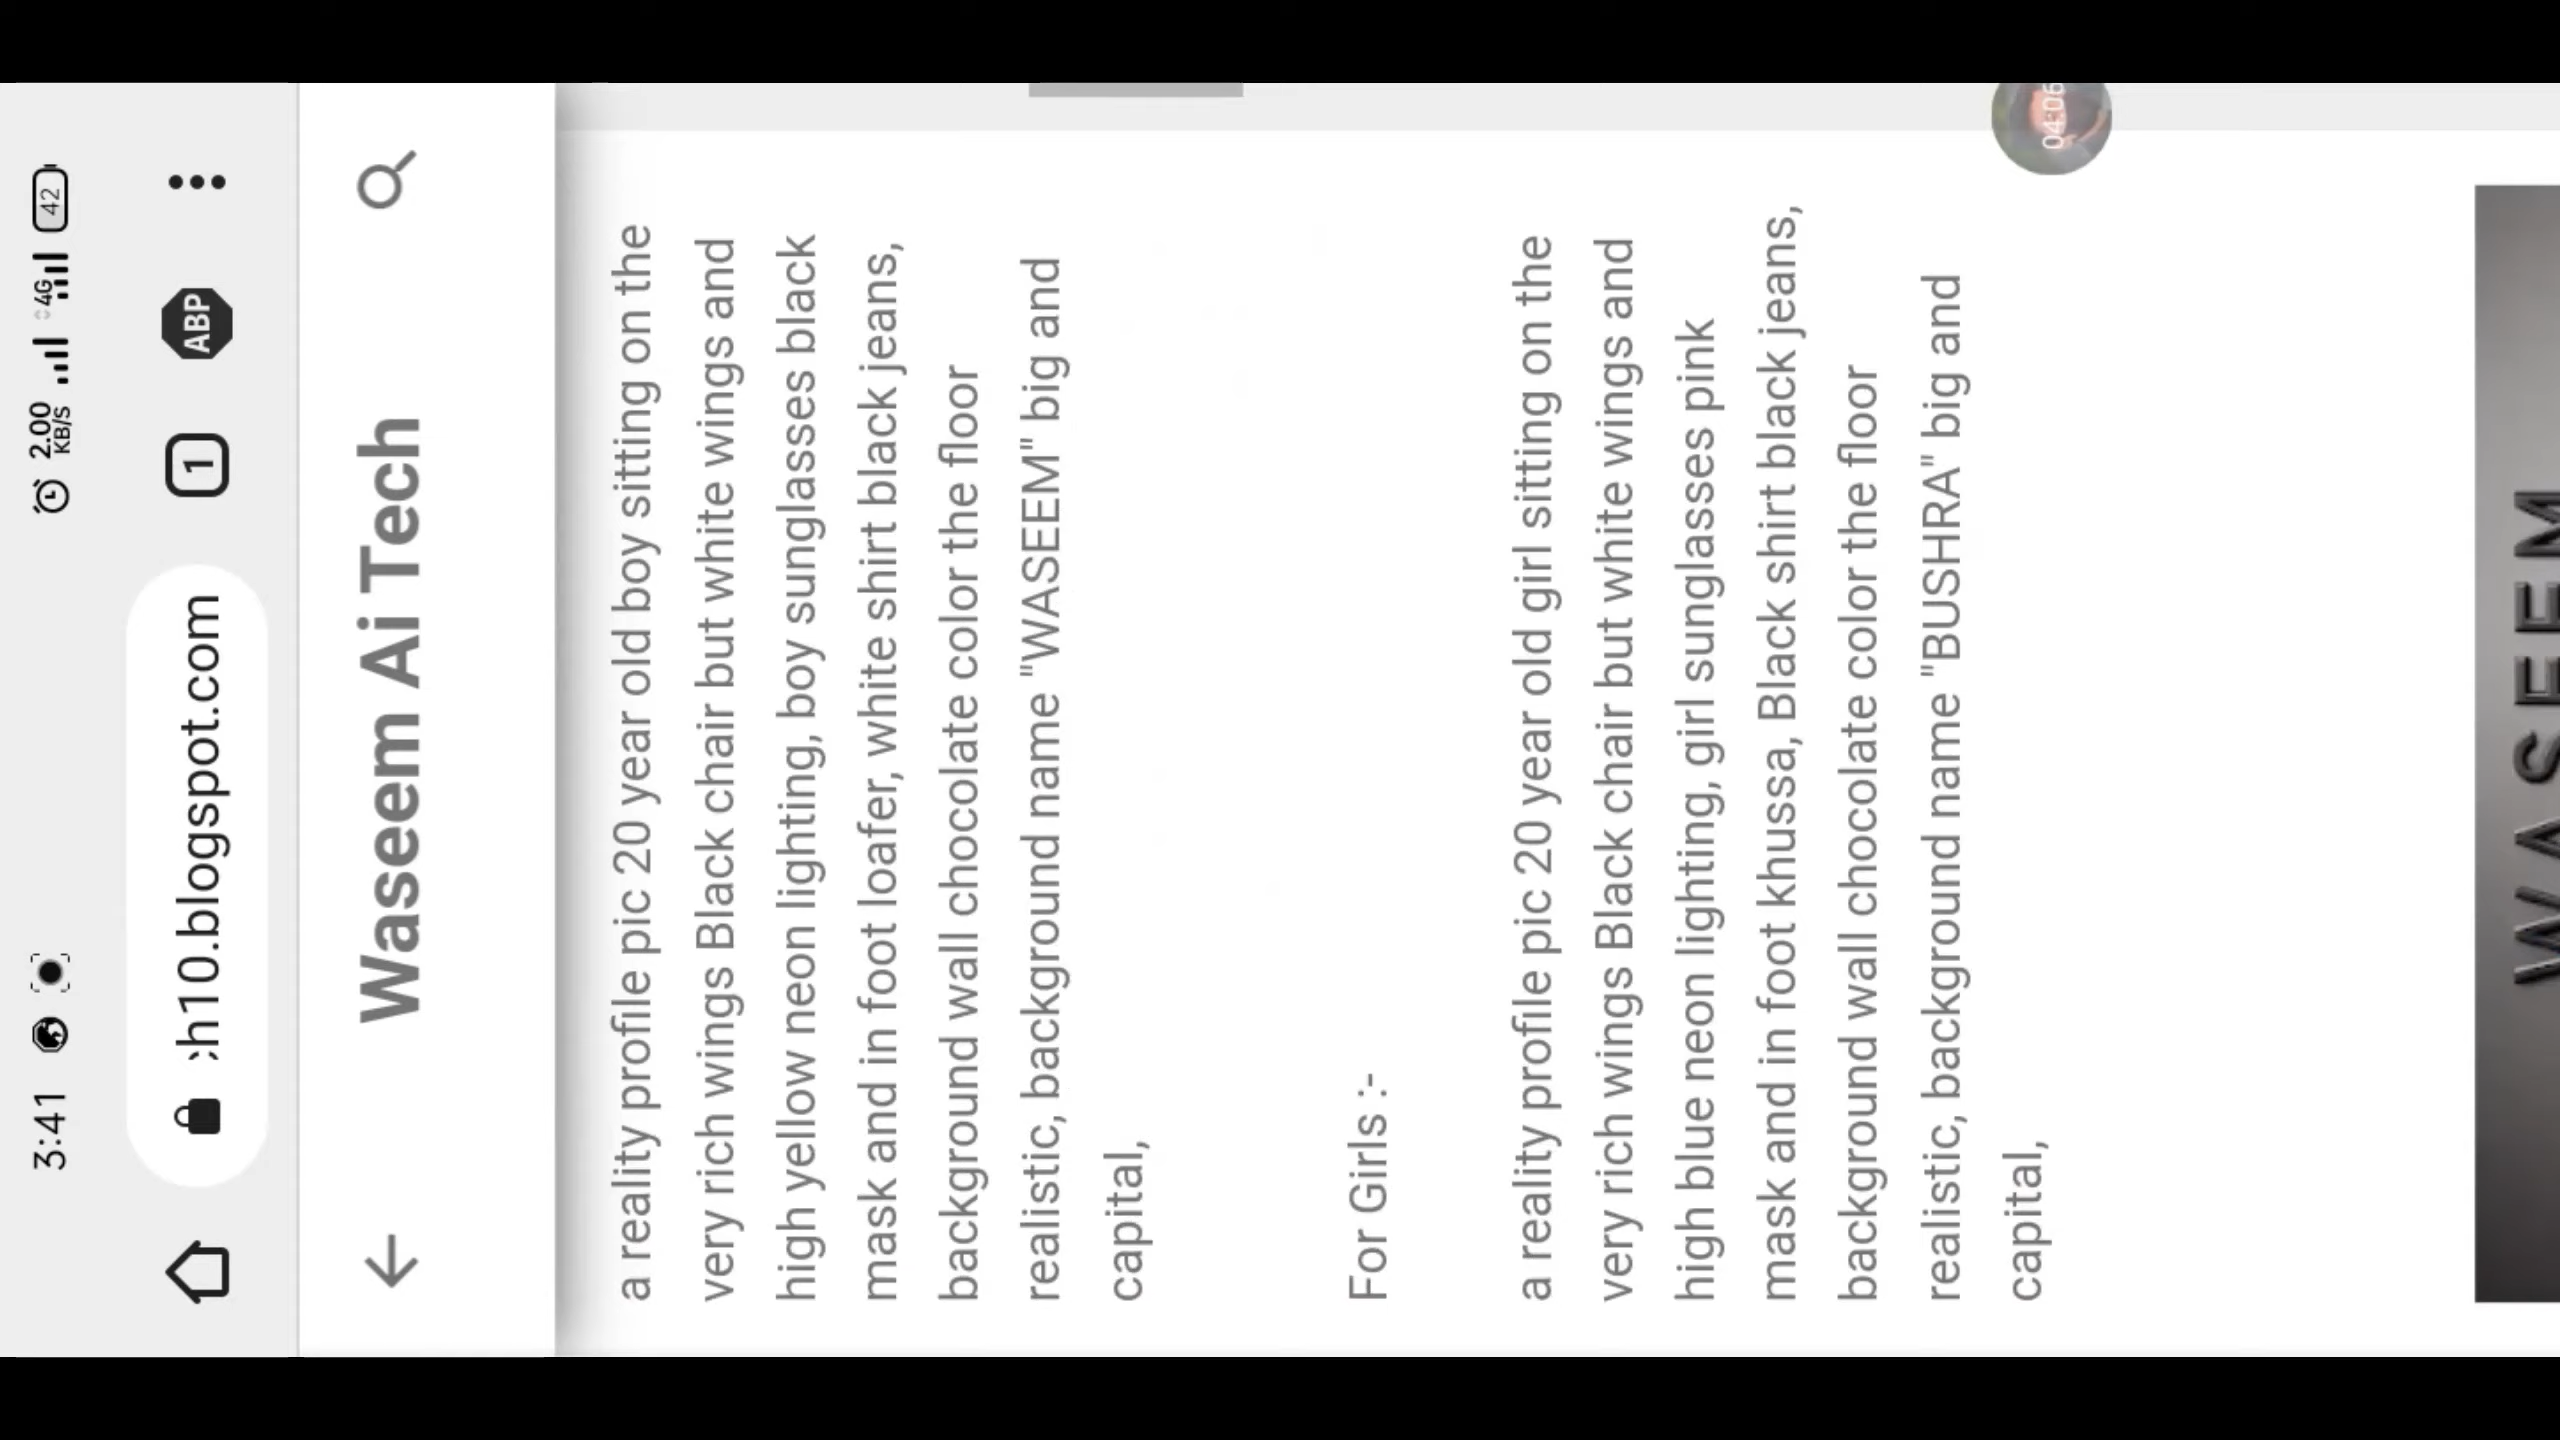 3:41
2.00
KB/s
4G
42
:h10.blogspot.com
1
ABP
Waseem Ai Tech
a reality profile pic 20 year old boy sitting on the
very rich wings Black chair but white wings and
high yellow neon lighting, boy sunglasses black
mask and in foot loafer, white shirt black jeans,
background wall chocolate color the floor
realistic, background name "WASEEM" big and
capital,
For Girls :-
a reality profile pic 20 year old girl sitting on the
very rich wings Black chair but white wings and
high blue neon lighting, girl sunglasses pink
mask and in foot khussa, Black shirt black jeans,
background wall chocolate color the floor
realistic, background name "BUSHRA" big and
capital,
04:06
WASEEM